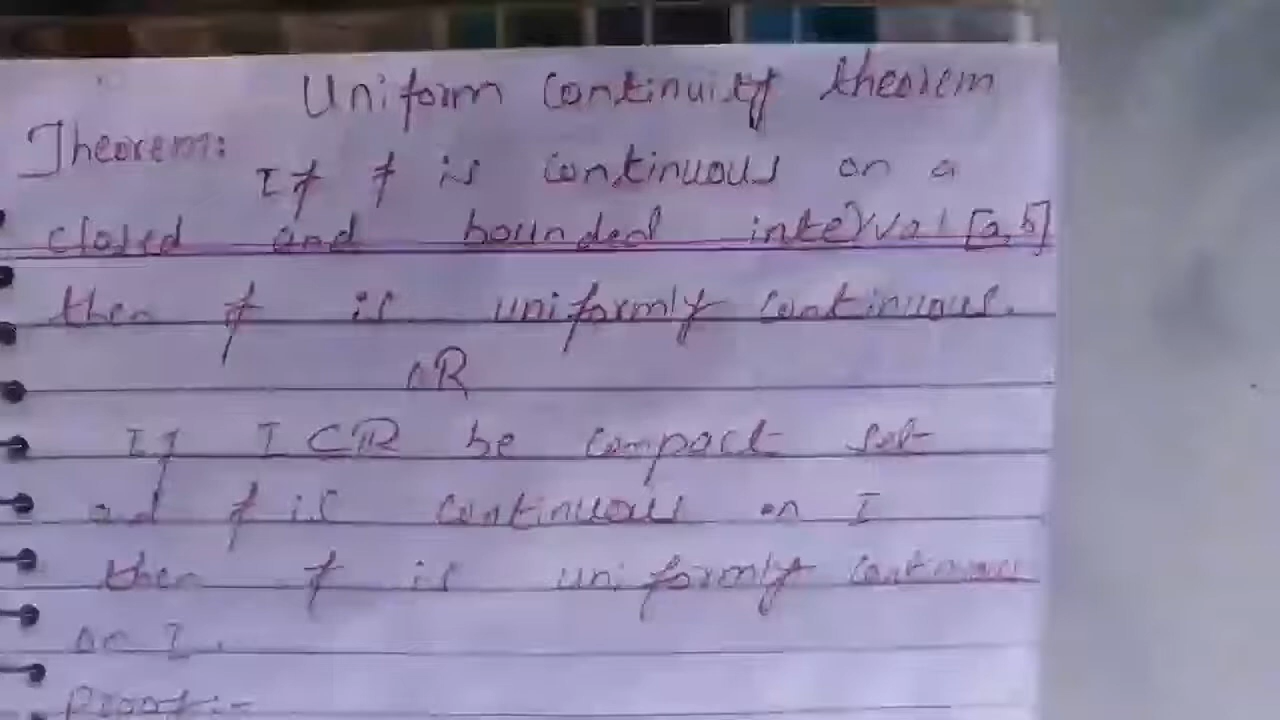 Uniform Continuity theorem
Theorem:
If f is continuous on a
closed and bounded interval [a,b]
then f is uniformly continuous.
OR
If I ⊂ ℝ be compact set
and f is continuous on I
then f is uniformly continuous
on I.
Proof:-